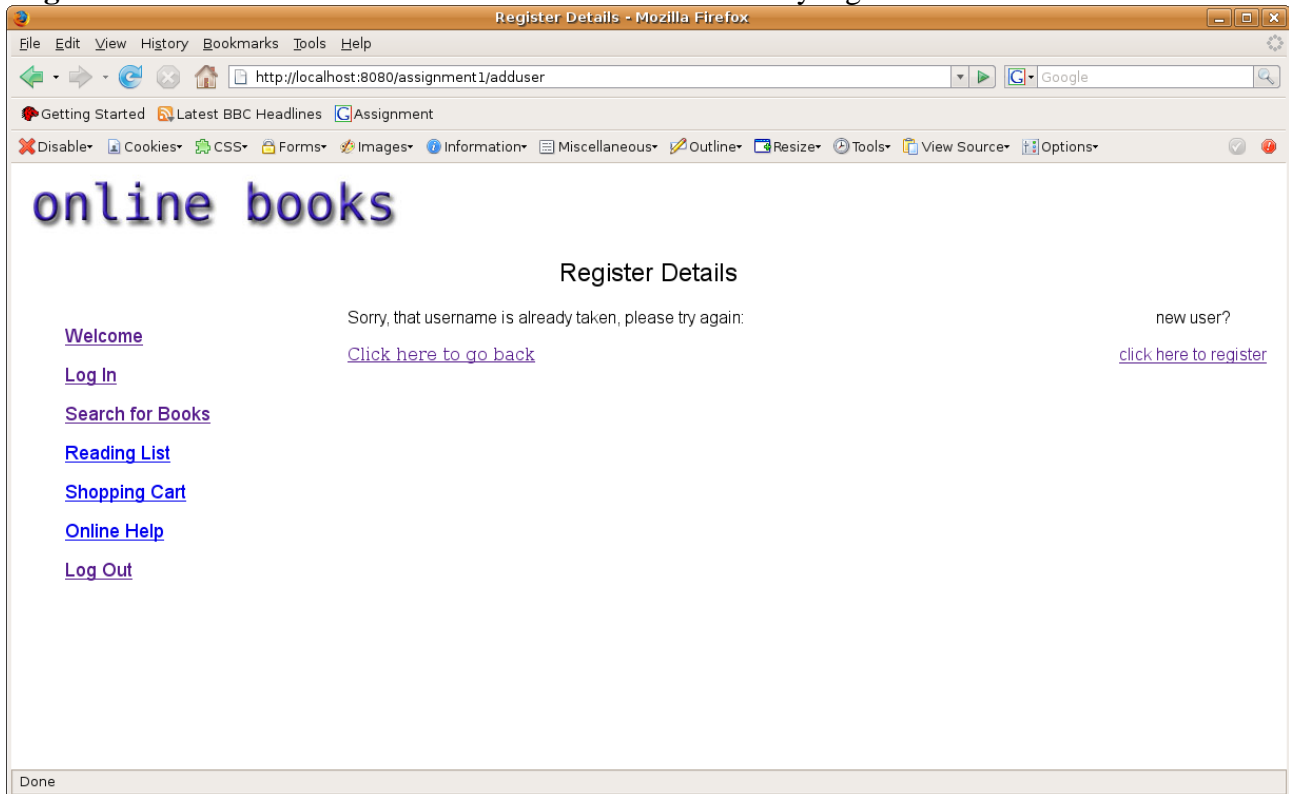 Register Details - Mozilla Firefox
File Edit View History Bookmarks Tools Help
http://localhost:8080/assignment1/adduser
G Google
Getting Started Latest BBC Headlines G Assignment
Disable Cookies CSS Forms Images Information Miscellaneous Outline Resize Tools View Source Options
online books
Register Details
Sorry, that username is already taken, please try again:
new user?
Click here to go back
click here to register
Welcome
Log In
Search for Books
Reading List
Shopping Cart
Online Help
Log Out
Done